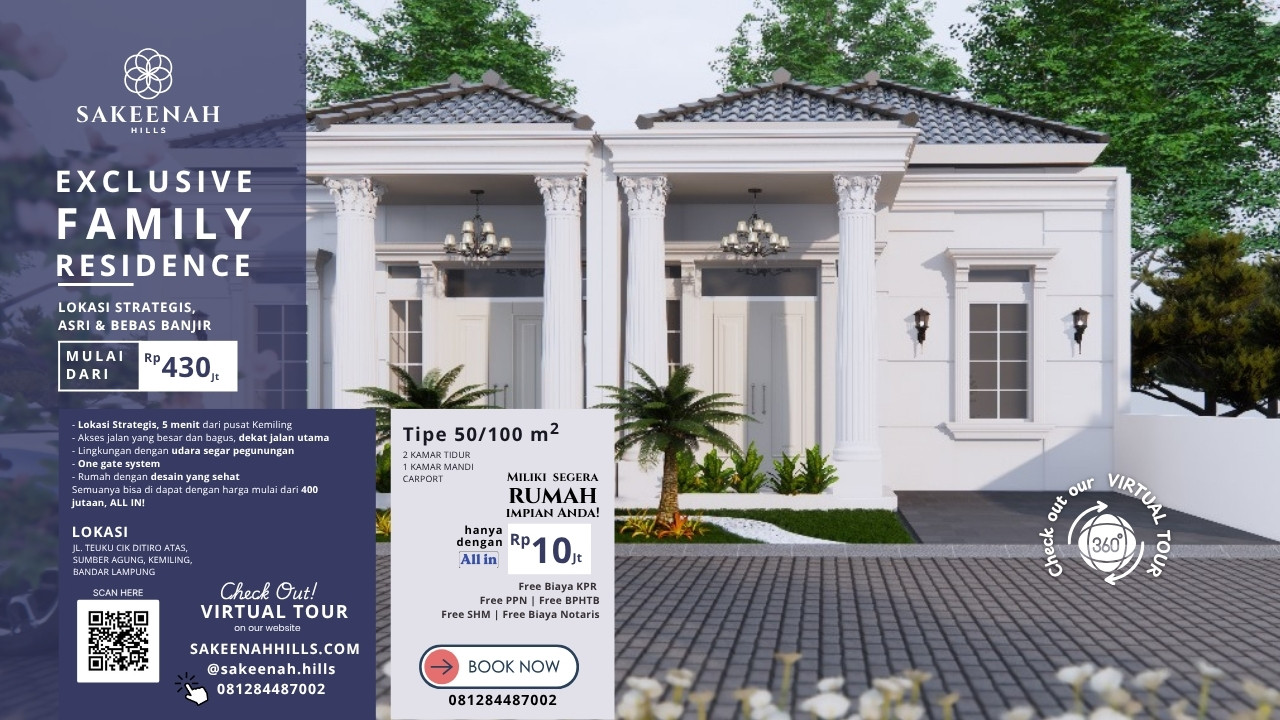 SAKEENAH
HILLS
EXCLUSIVE
FAMILY
RESIDENCE
LOKASI STRATEGIS,
ASRI & BEBAS BANJIR
MULAI
DARI
Rp430Jt
- Lokasi Strategis, 5 menit dari pusat Kemiling
- Akses jalan yang besar dan bagus, dekat jalan utama
- Lingkungan dengan udara segar pegunungan
- One gate system
- Rumah dengan desain yang sehat
Semuanya bisa di dapat dengan harga mulai dari 400
jutaan, ALL IN!
LOKASI
JL. TEUKU CIK DITIRO ATAS,
SUMBER AGUNG, KEMILING,
BANDAR LAMPUNG
SCAN HERE
Check Out!
VIRTUAL TOUR
on our website
SAKEENAHHILLS.COM
@sakeenah.hills
081284487002
Tipe 50/100 m²
2 KAMAR TIDUR
1 KAMAR MANDI
CARPORT
MILIKI SEGERA
RUMAH
IMPIAN ANDA!
hanya
dengan
All in
Rp10Jt
Free Biaya KPR
Free PPN | Free BPHTB
Free SHM | Free Biaya Notaris
BOOK NOW
081284487002
Check out our VIRTUAL TOUR
360°